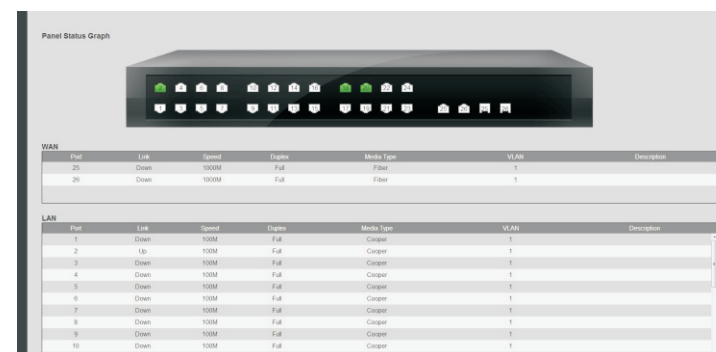 Panel Status Graph
4 6 8 10 12 14 16 22 24
1 3 5 7 9 11 13 15 17 19 21 23 25 26
WAN
Port Link Speed Duplex Media Type VLAN Description
25 Down 1000M Full Fiber 1
26 Down 1000M Full Fiber 1
LAN
Port Link Speed Duplex Media Type VLAN Description
1 Down 100M Full Cooper 1
2 Up 100M Full Cooper 1
3 Down 100M Full Cooper 1
4 Down 100M Full Cooper 1
5 Down 100M Full Cooper 1
6 Down 100M Full Cooper 1
7 Down 100M Full Cooper 1
8 Down 100M Full Cooper 1
9 Down 100M Full Cooper 1
10 Down 100M Full Cooper 1